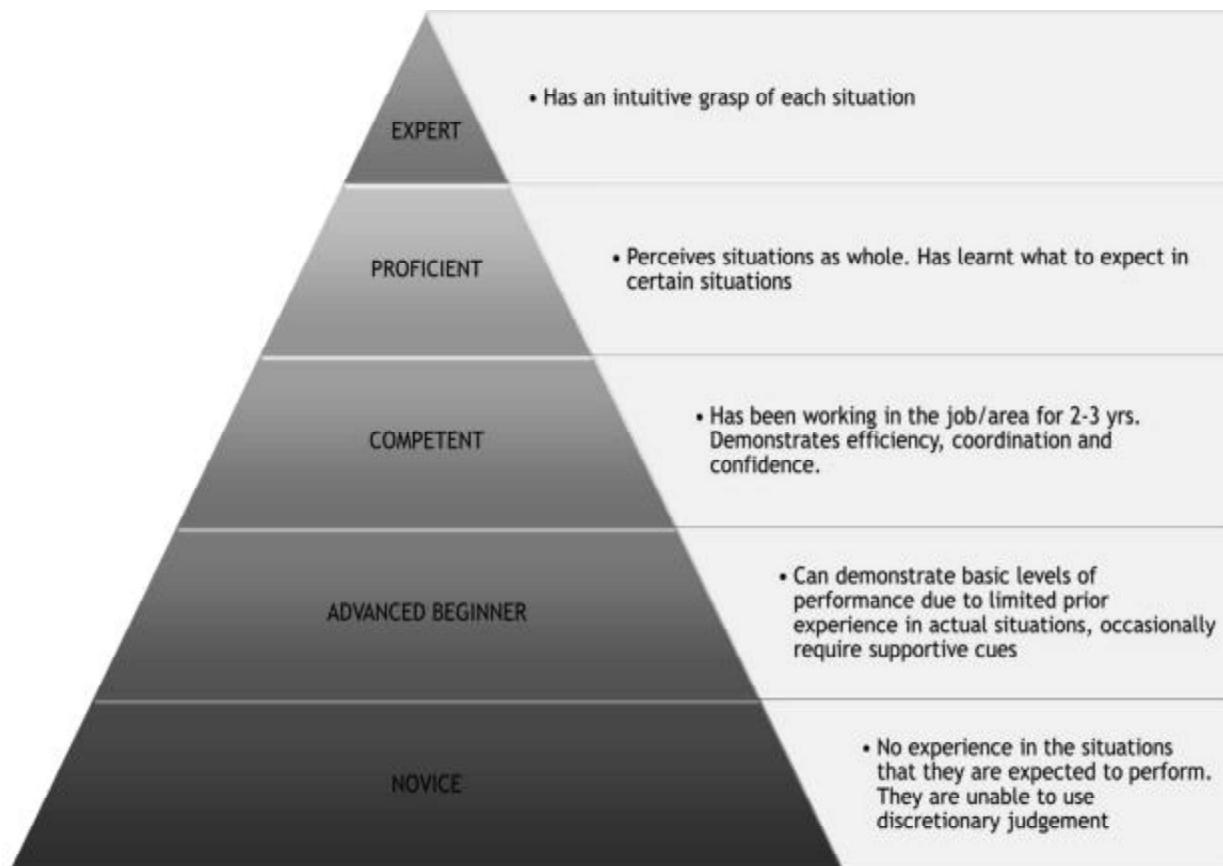 EXPERT
• Has an intuitive grasp of each situation
PROFICIENT
• Perceives situations as whole. Has learnt what to expect in
certain situations
COMPETENT
• Has been working in the job/area for 2-3 yrs.
Demonstrates efficiency, coordination and
confidence.
ADVANCED BEGINNER
• Can demonstrate basic levels of
performance due to limited prior
experience in actual situations, occasionally
require supportive cues
NOVICE
• No experience in the situations
that they are expected to perform.
They are unable to use
discretionary judgement